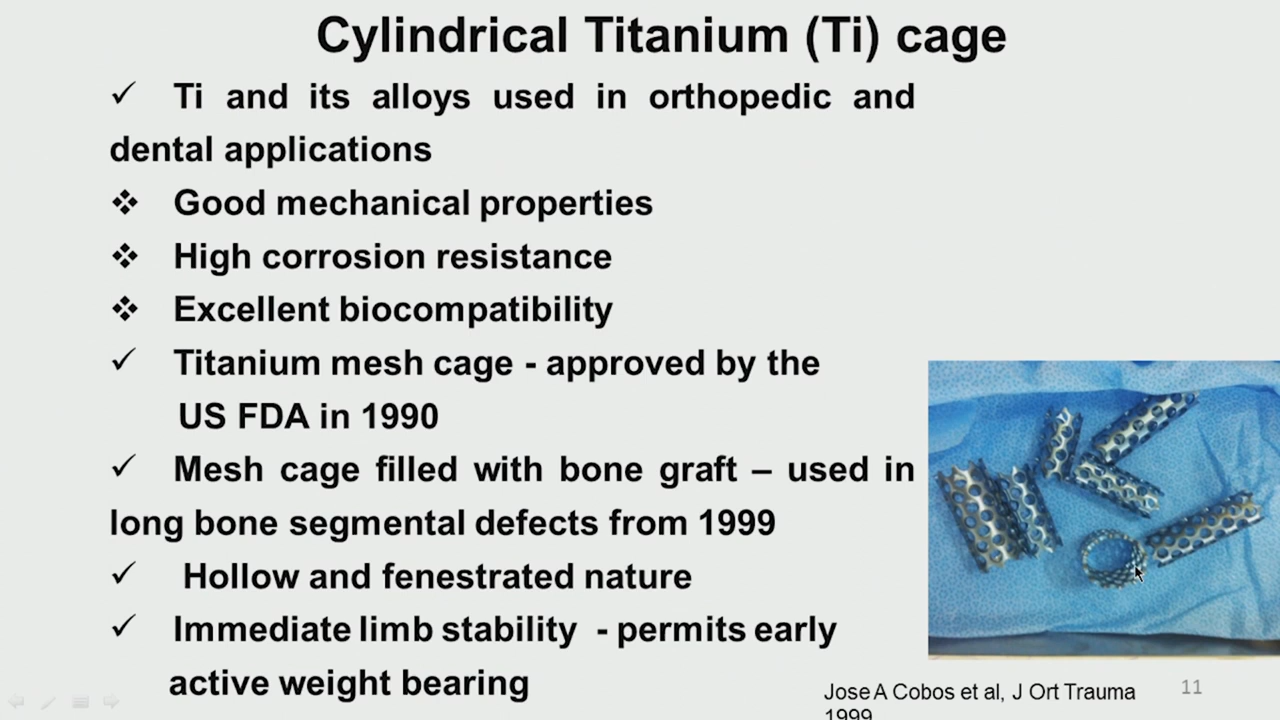 Cylindrical Titanium (Ti) cage
✓ Ti and its alloys used in orthopedic and
dental applications
❖ Good mechanical properties
❖ High corrosion resistance
❖ Excellent biocompatibility
✓ Titanium mesh cage - approved by the
US FDA in 1990
✓ Mesh cage filled with bone graft – used in
long bone segmental defects from 1999
✓ Hollow and fenestrated nature
✓ Immediate limb stability - permits early
active weight bearing
Jose A Cobos et al, J Ort Trauma
1999
11